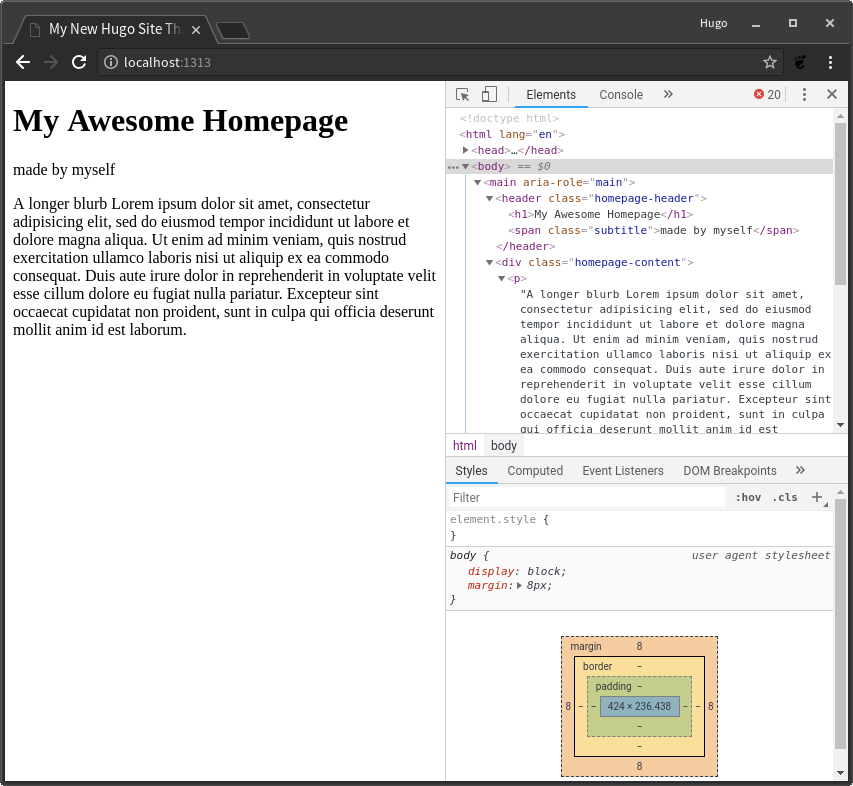 My New Hugo Site Th
Hugo
localhost:1313
My Awesome Homepage
made by myself
A longer blurb Lorem ipsum dolor sit amet, consectetur
adipisicing elit, sed do eiusmod tempor incididunt ut labore et
dolore magna aliqua. Ut enim ad minim veniam, quis nostrud
exercitation ullamco laboris nisi ut aliquip ex ea commodo
consequat. Duis aute irure dolor in reprehenderit in voluptate velit
esse cillum dolore eu fugiat nulla pariatur. Excepteur sint
occaecat cupidatat non proident, sunt in culpa qui officia deserunt
mollit anim id est laborum.
Elements Console » 20
<!doctype html>
<html lang="en">
<head>…</head>
<body> == $0
<main aria-role="main">
<header class="homepage-header">
<h1>My Awesome Homepage</h1>
<span class="subtitle">made by myself</span>
</header>
<div class="homepage-content">
<p>
"A longer blurb Lorem ipsum dolor sit amet,
consectetur adipisicing elit, sed do eiusmod
tempor incididunt ut labore et dolore magna
aliqua. Ut enim ad minim veniam, quis nostrud
exercitation ullamco laboris nisi ut aliquip ex
ea commodo consequat. Duis aute irure dolor in
reprehenderit in voluptate velit esse cillum
dolore eu fugiat nulla pariatur. Excepteur sint
occaecat cupidatat non proident, sunt in culpa
qui officia deserunt mollit anim id est
html body
Styles Computed Event Listeners DOM Breakpoints »
Filter :hov .cls +
element.style {
}
body { user agent stylesheet
display: block;
margin: 8px;
}
margin 8
border –
padding –
8 – – 424 × 236.438 – – 8
–
–
8